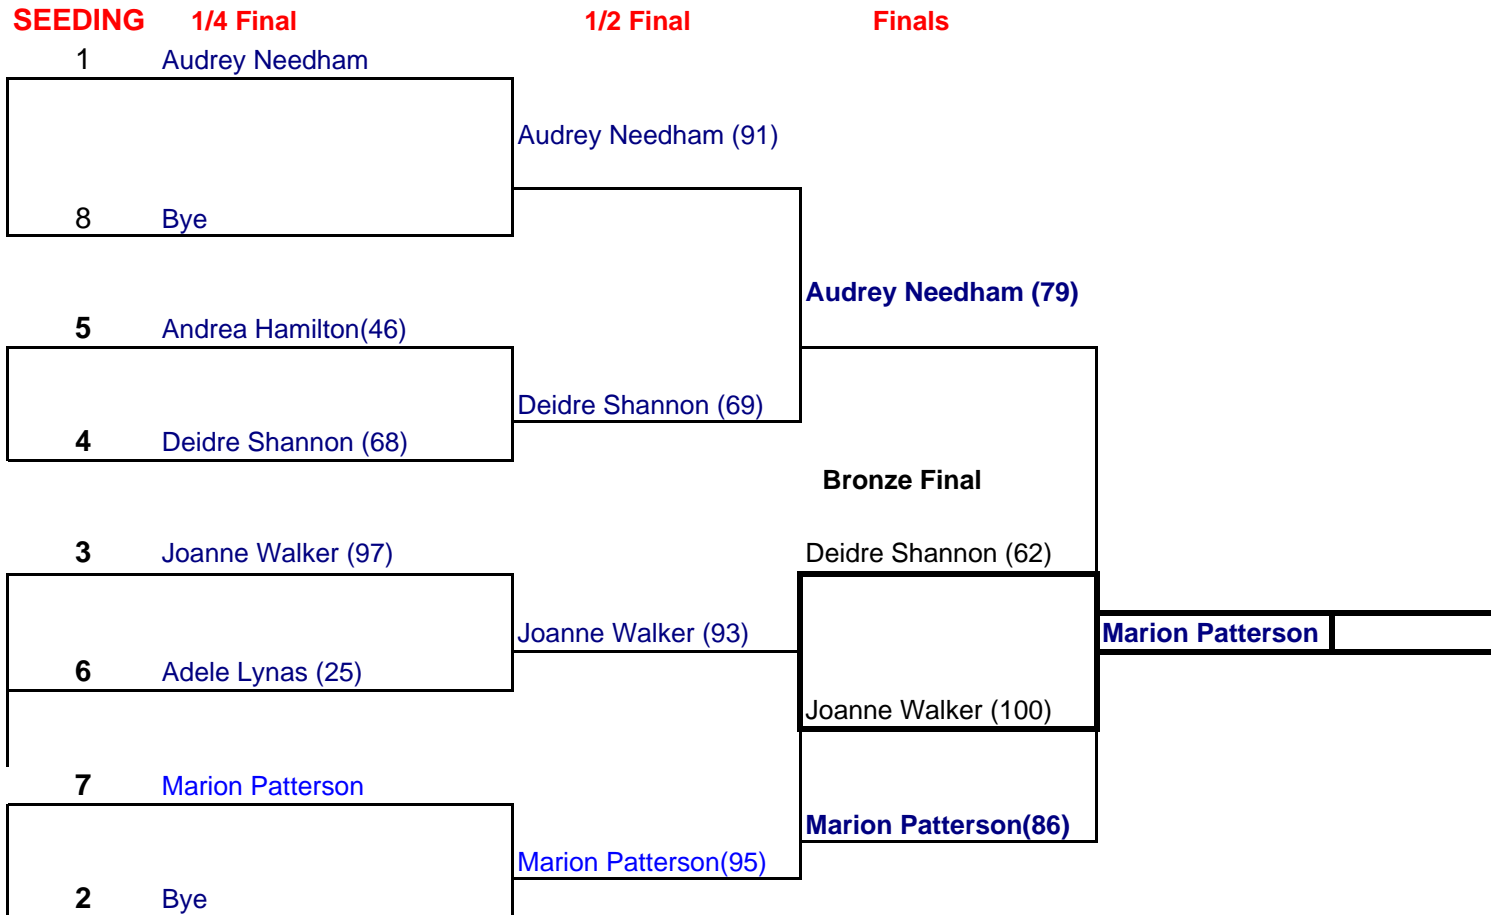 SEEDING 1/4 Final 1/2 Final Finals
1 Audrey Needham
Audrey Needham (91)
8 Bye
Audrey Needham (79)
5 Andrea Hamilton(46)
Deidre Shannon (69)
4 Deidre Shannon (68)
Bronze Final
3 Joanne Walker (97) Deidre Shannon (62)
Joanne Walker (93) Marion Patterson
6 Adele Lynas (25)
Joanne Walker (100)
7 Marion Patterson
Marion Patterson(86)
Marion Patterson(95)
2 Bye